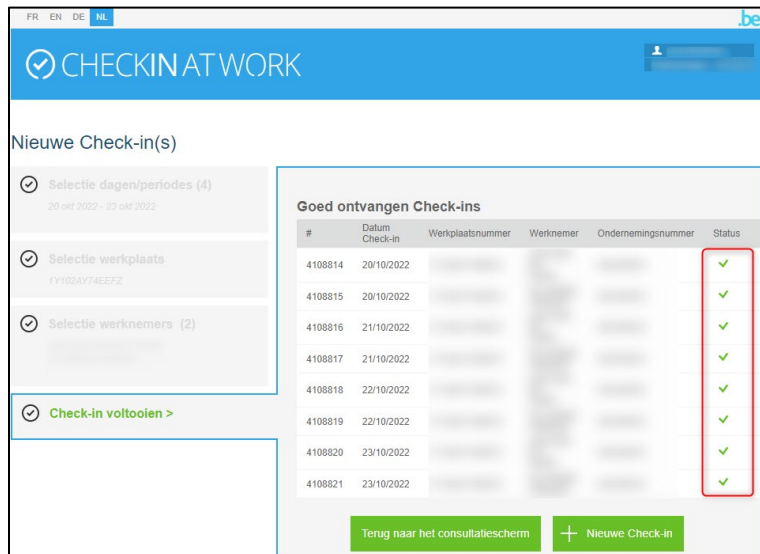 FR EN DE NL
.be
CHECKINATWORK
Nieuwe Check-in(s)
Selectie dagen/periodes (4)
20 okt 2022 - 23 okt 2022
Selectie werkplaats
1Y102AY74EEFZ
Selectie werknemers (2)
Check-in voltooien >
Goed ontvangen Check-ins
# Datum Check-in Werkplaatsnummer Werknemer Ondernemingsnummer Status
4108814 20/10/2022
4108815 20/10/2022
4108816 21/10/2022
4108817 21/10/2022
4108818 22/10/2022
4108819 22/10/2022
4108820 23/10/2022
4108821 23/10/2022
Terug naar het consultatiescherm
Nieuwe Check-in